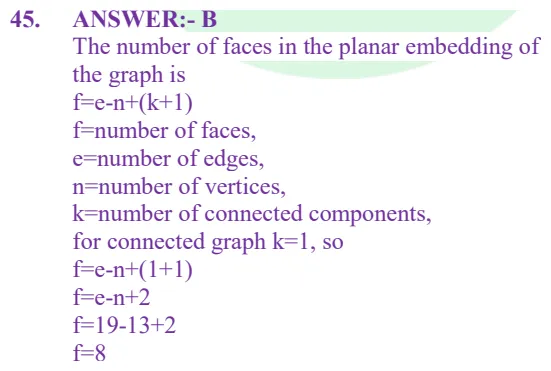 45. ANSWER:- B
The number of faces in the planar embedding of
the graph is
f=e-n+(k+1)
f=number of faces,
e=number of edges,
n=number of vertices,
k=number of connected components,
for connected graph k=1, so
f=e-n+(1+1)
f=e-n+2
f=19-13+2
f=8